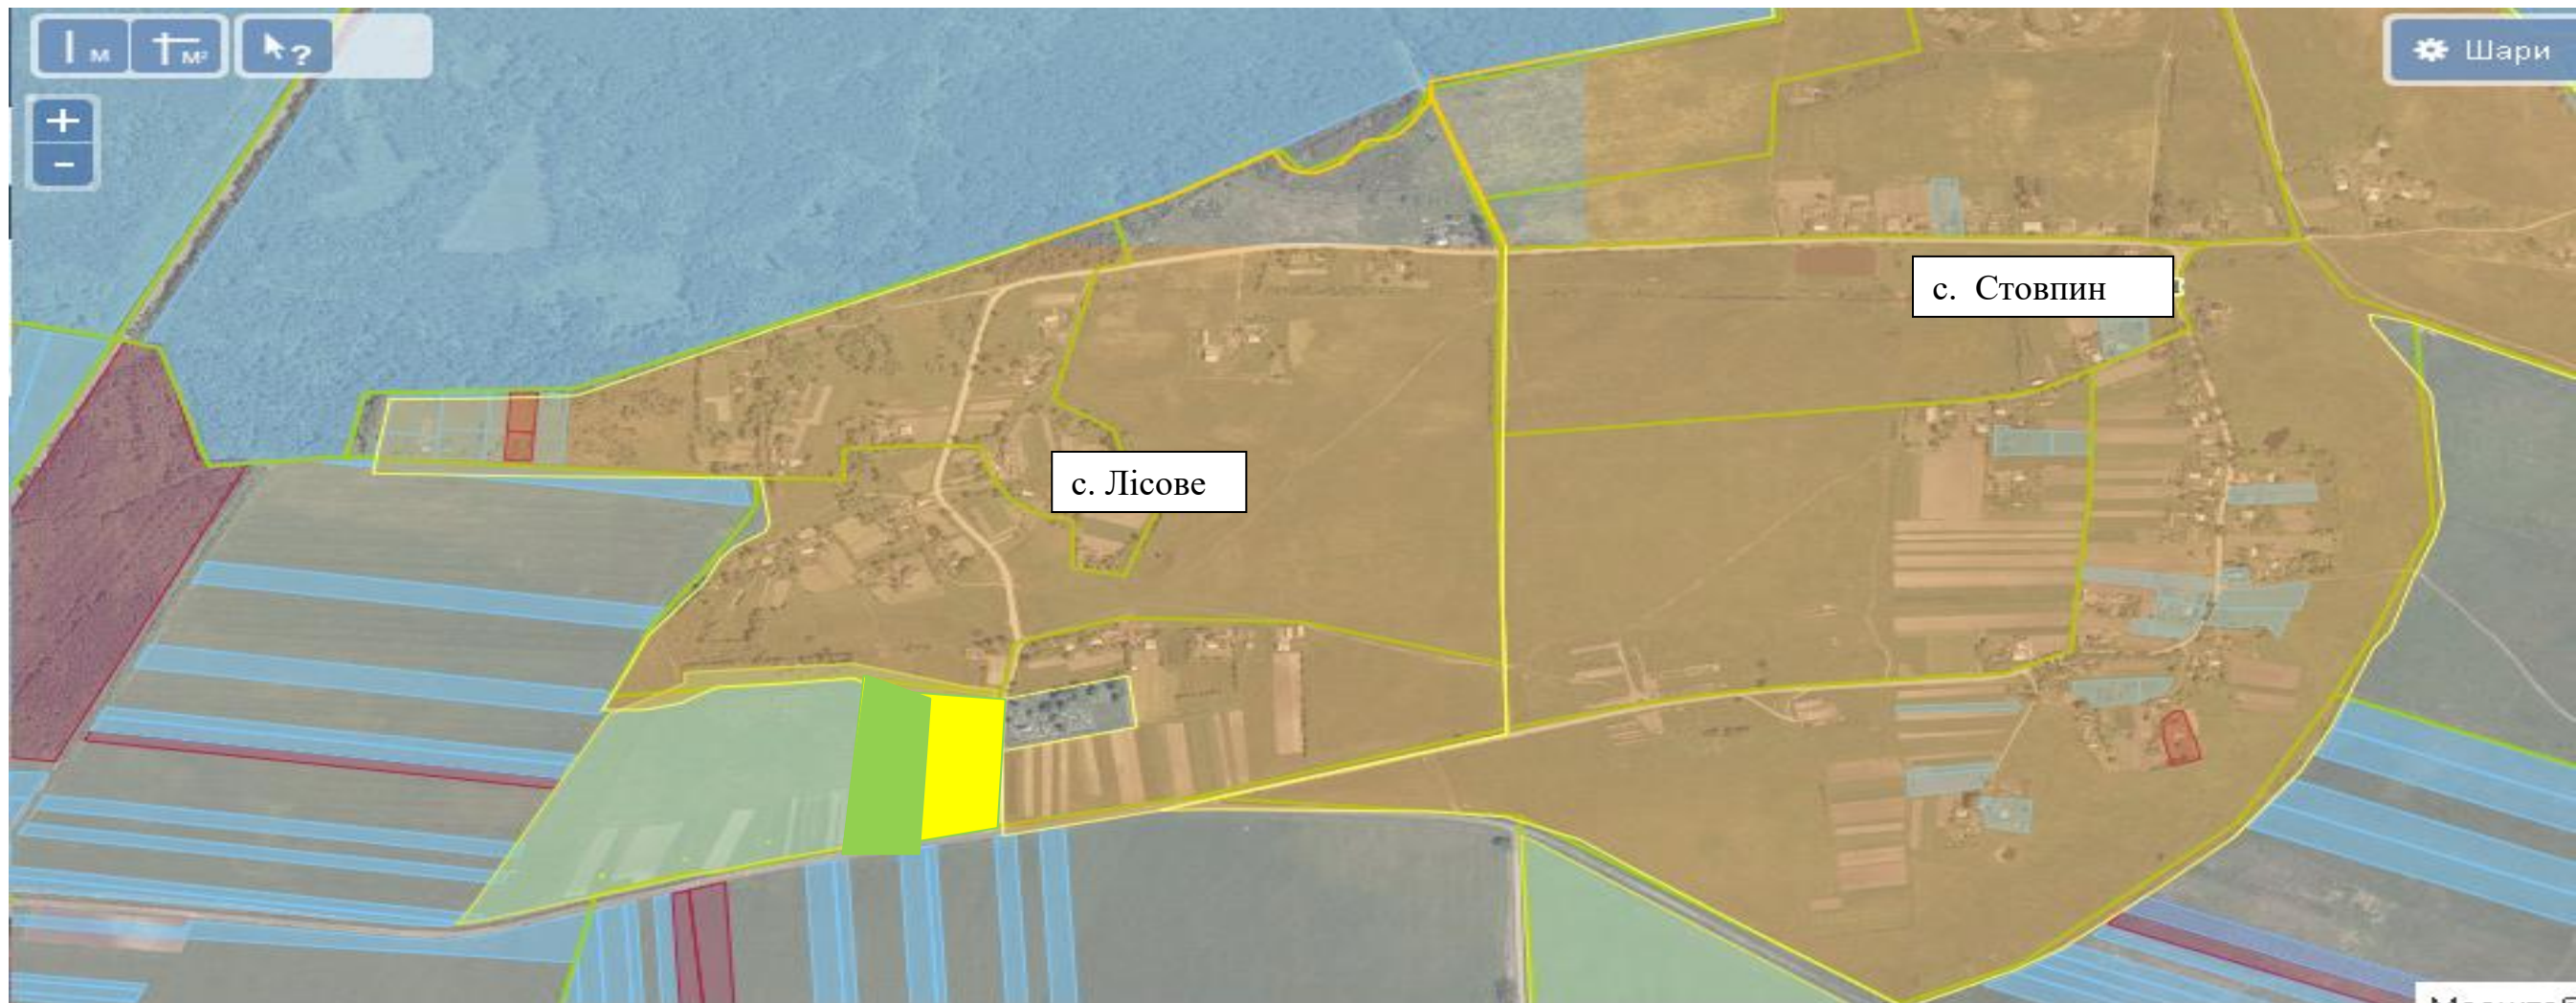 м
м²
?
Шари
+
-
с. Стовпин
с. Лісове